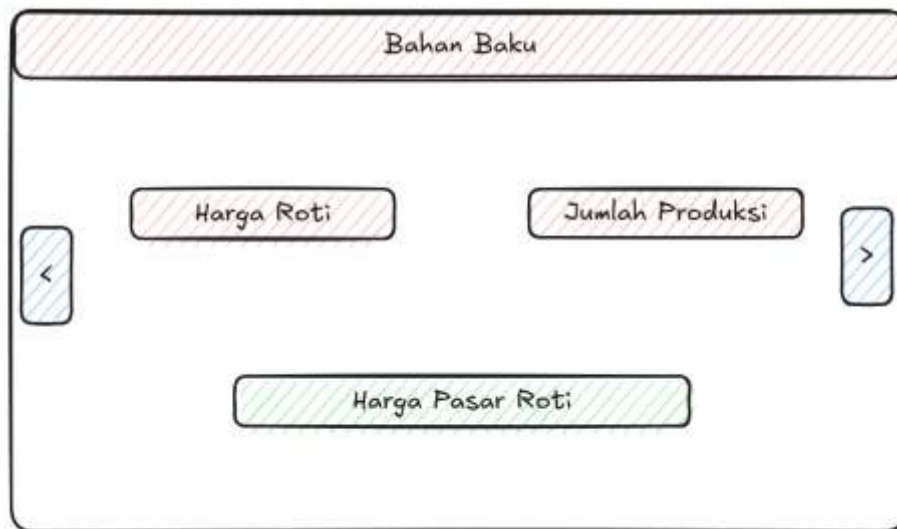 Bahan Baku
Harga Roti
Jumlah Produksi
<
>
Harga Pasar Roti